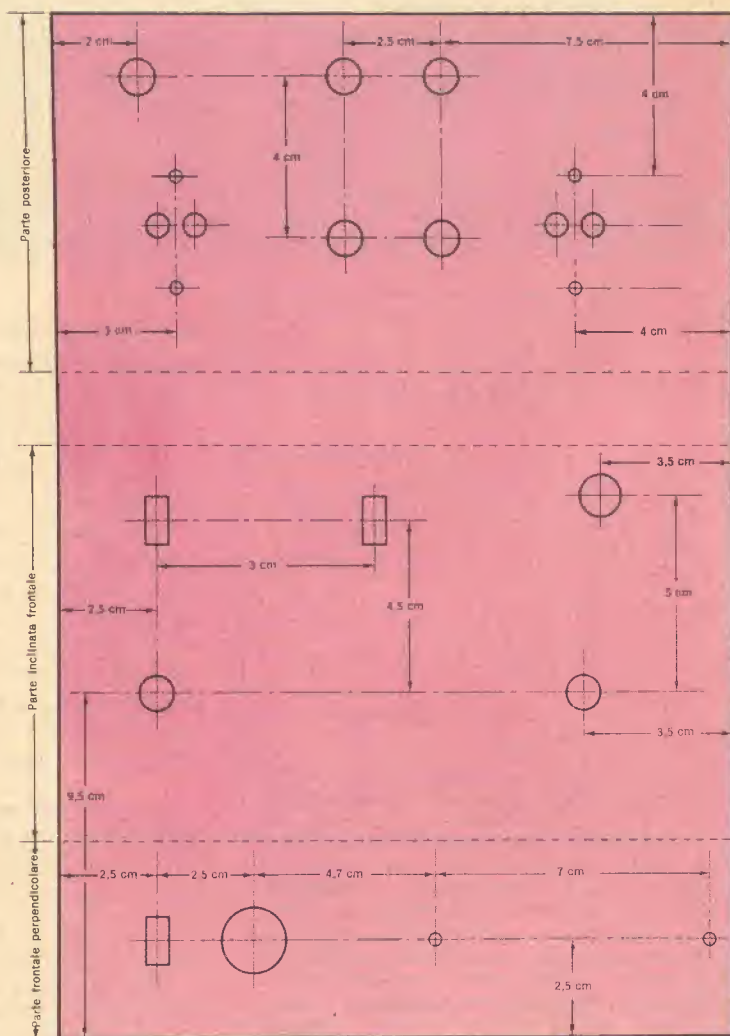 2 cm
2.5 cm
7.5 cm
4 cm
4 cm
Parte posteriore
3 cm
4 cm
3,5 cm
3 cm
4,5 cm
5 cm
2,5 cm
Parte inclinata frontale
3,5 cm
9,5 cm
2,5 cm
2 5 cm
4,7 cm
7 cm
Parte frontale perpendicolare
2,5 cm